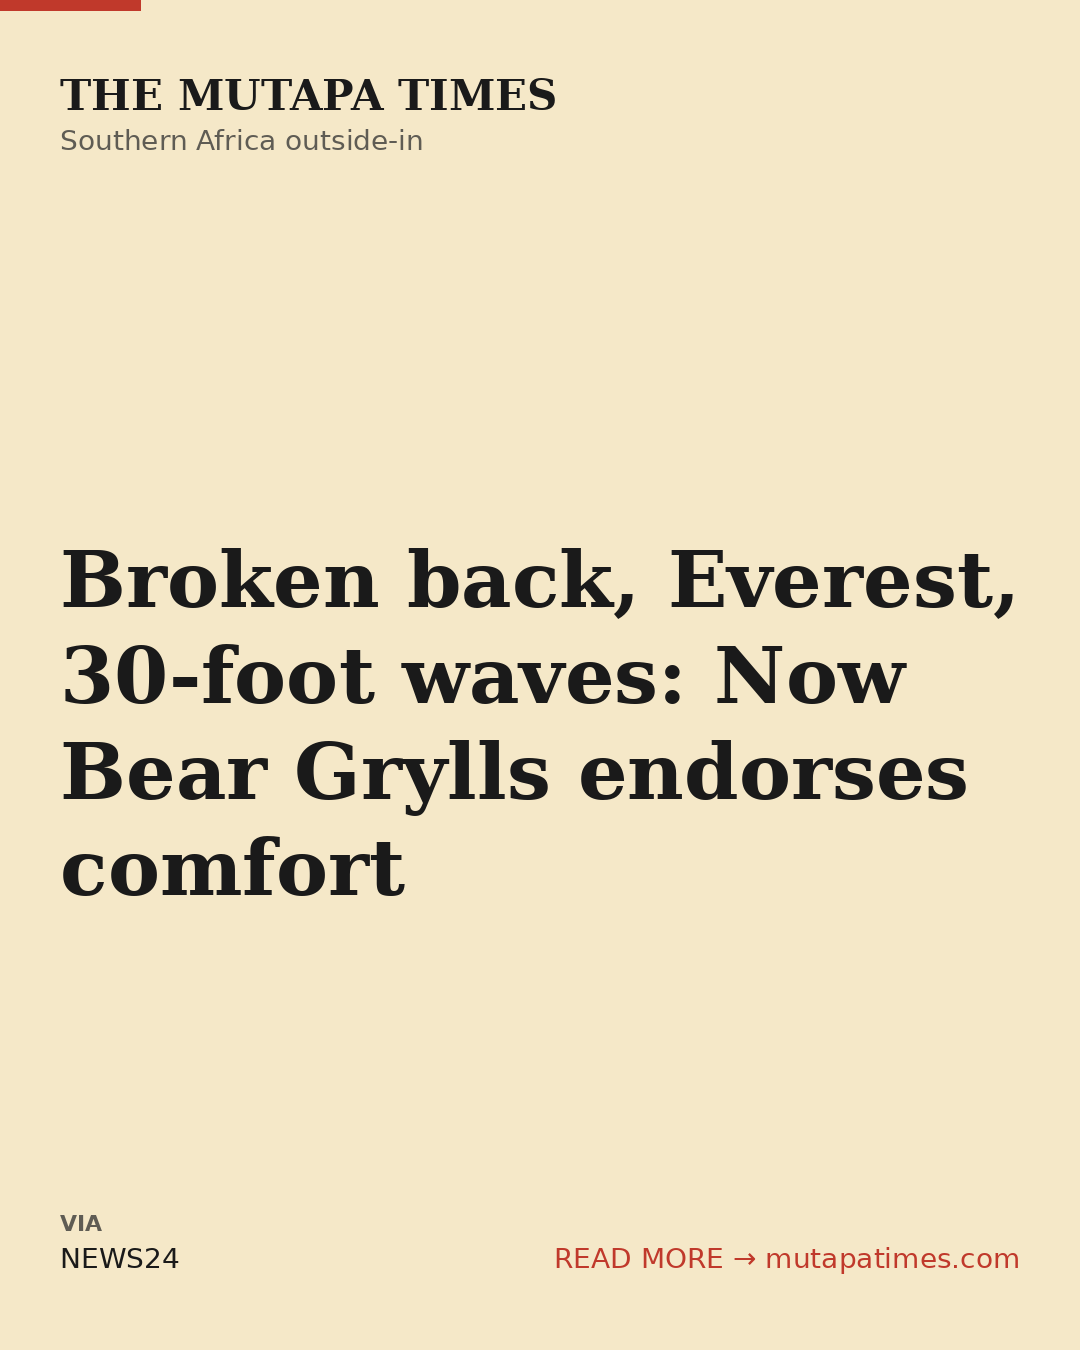 THE MUTAPA TIMES
Southern Africa outside-in
Broken back, Everest,
30-foot waves: Now
Bear Grylls endorses
comfort
VIA
NEWS24
READ MORE → mutapatimes.com